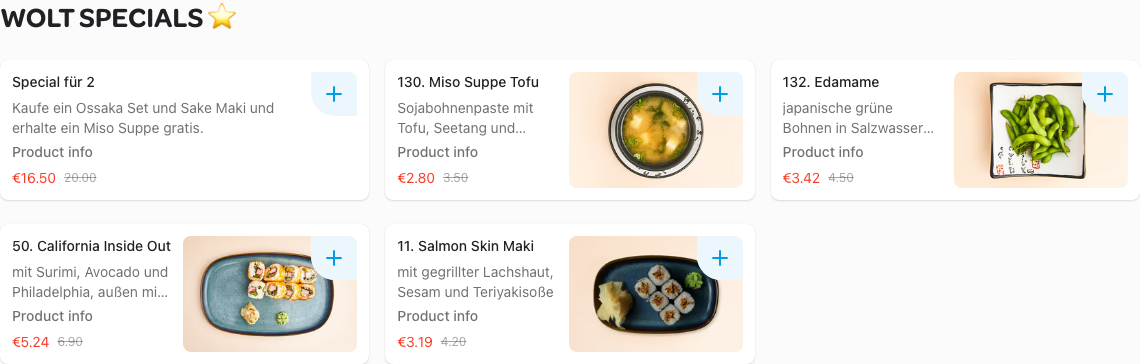 WOLT SPECIALS ⭐
Special für 2
Kaufe ein Ossaka Set und Sake Maki und
erhalte ein Miso Suppe gratis.
Product info
€16.50 20.00
130. Miso Suppe Tofu
Sojabohnenpaste mit
Tofu, Seetang und...
Product info
€2.80 3.50
132. Edamame
japanische grüne
Bohnen in Salzwasser...
Product info
€3.42 4.50
50. California Inside Out
mit Surimi, Avocado und
Philadelphia, außen mi...
Product info
€5.24 6.90
11. Salmon Skin Maki
mit gegrillter Lachshaut,
Sesam und Teriyakisoße
Product info
€3.19 4.20